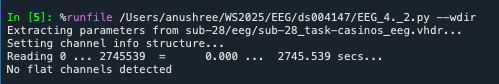 In [5]: %runfile /Users/anushree/WS2025/EEG/ds004147/EEG_4._2.py --wdir
Extracting parameters from sub-28/eeg/sub-28_task-casinos_eeg.vhdr...
Setting channel info structure...
Reading 0 ... 2745539  =      0.000 ...  2745.539 secs...
No flat channels detected